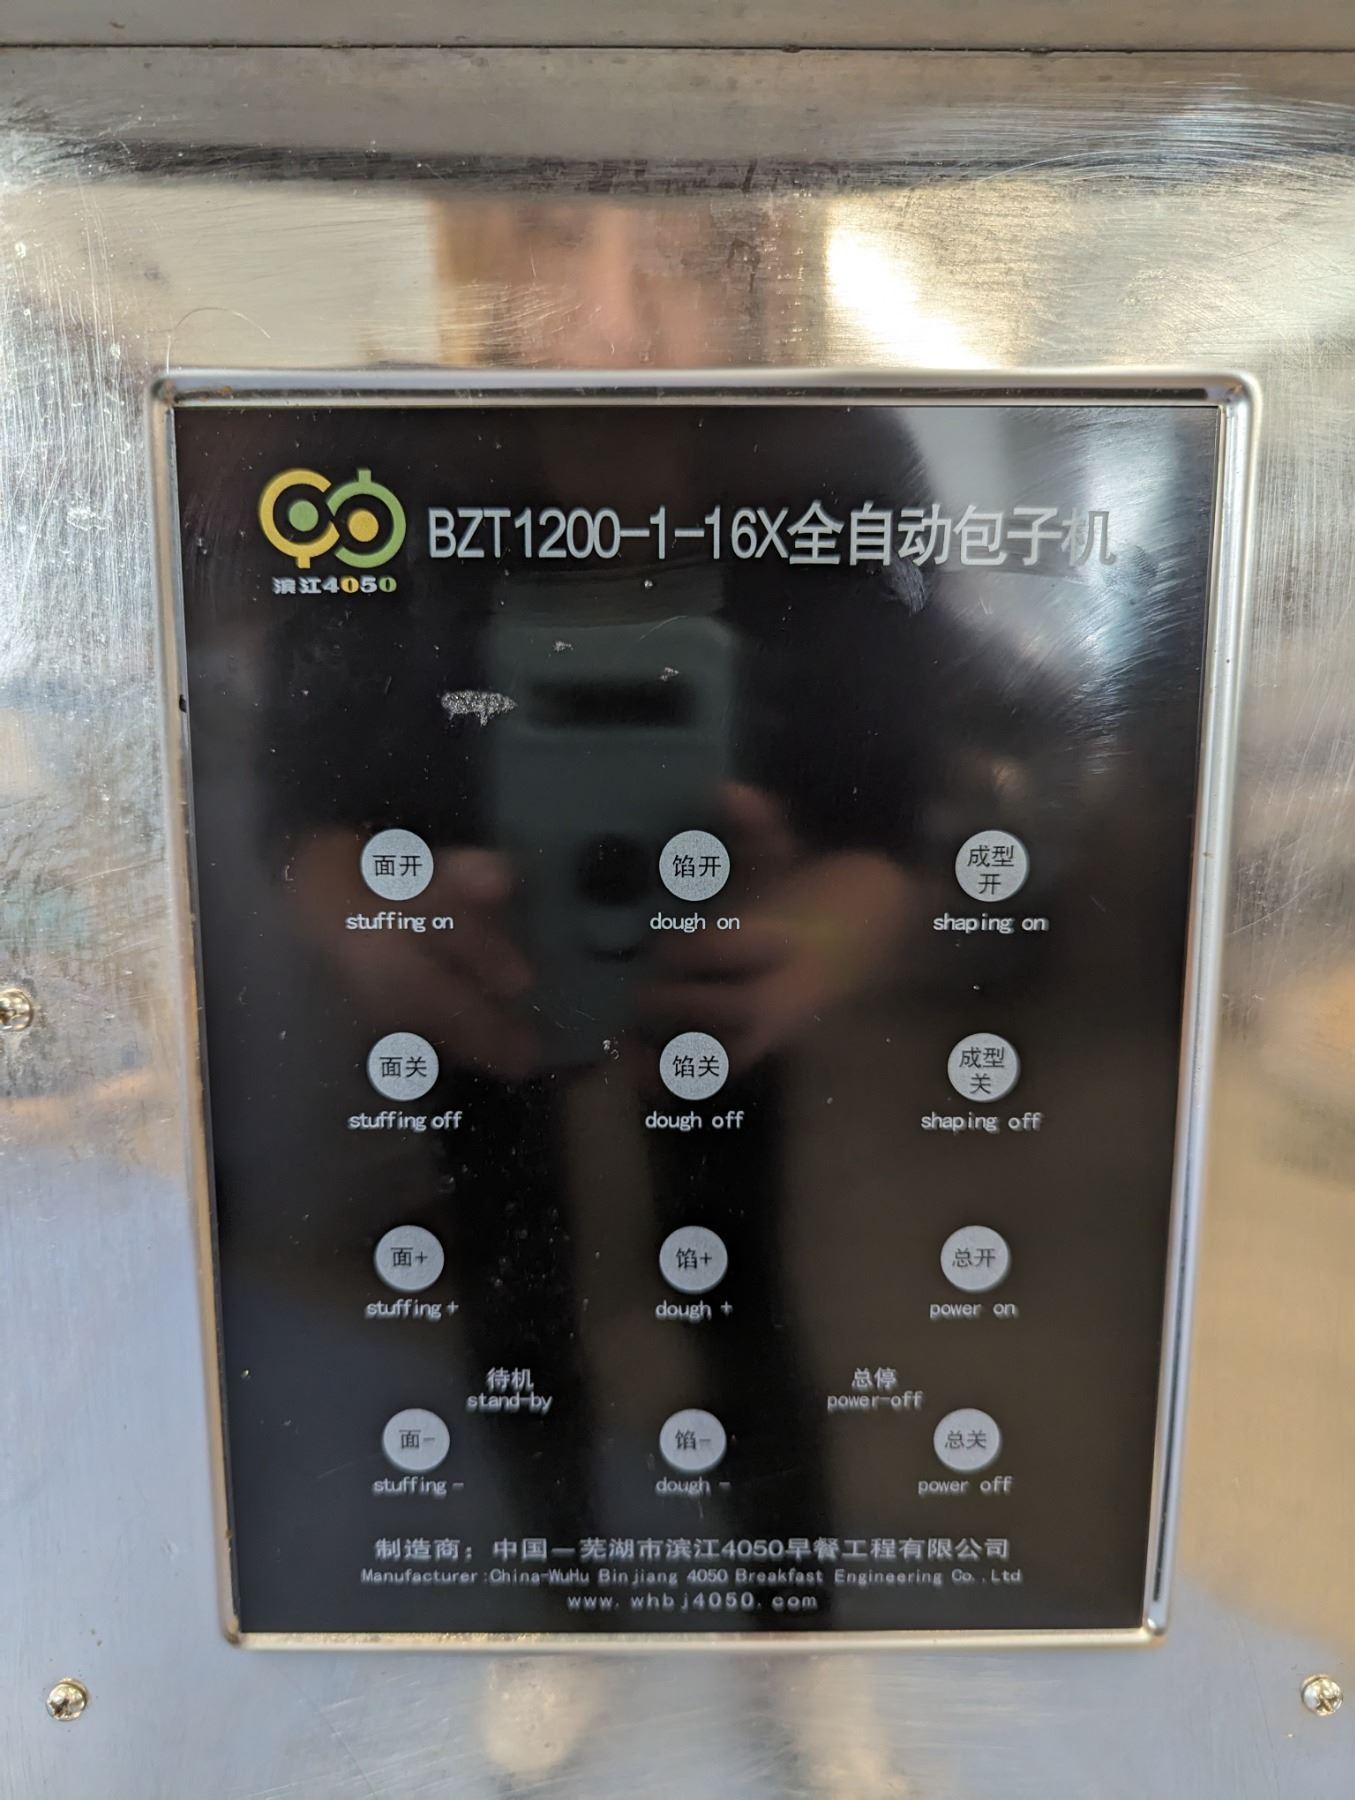 滨江4050
BZT1200-1-16X全自动包子机
面开
馅开
成型
开
stuffing on
dough on
shaping on
面关
馅关
成型
关
stuffing off
dough off
shaping off
面+
馅+
总开
stuffing +
dough +
power on
待机
总停
stand-by
power-off
面-
馅-
总关
stuffing -
dough -
power off
制造商：中国—芜湖市滨江4050早餐工程有限公司
Manufacturer:China-WuHu Binjiang 4050 Breakfast Engineering Co.,Ltd
www.whbj4050.com